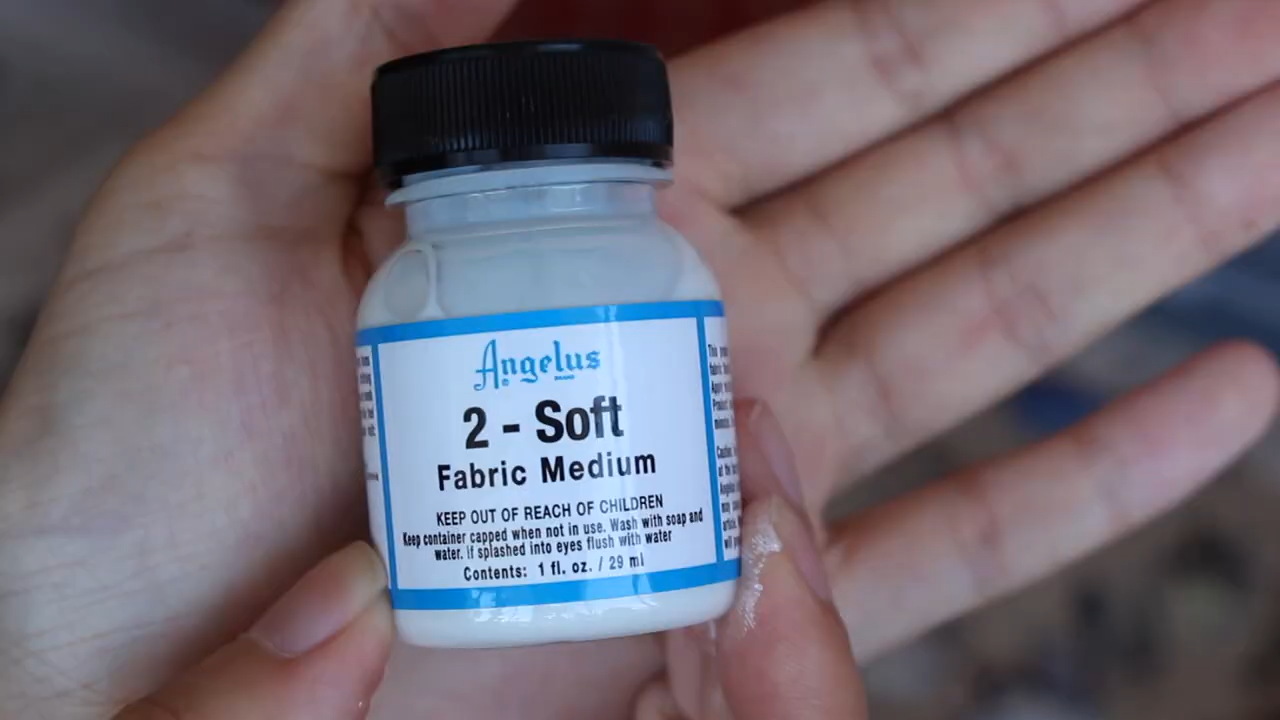 Angelus
BRAND
2 - Soft
Fabric Medium
KEEP OUT OF REACH OF CHILDREN
Keep container capped when not in use. Wash with soap and
water. If splashed into eyes flush with water
Contents: 1 fl. oz. / 29 ml